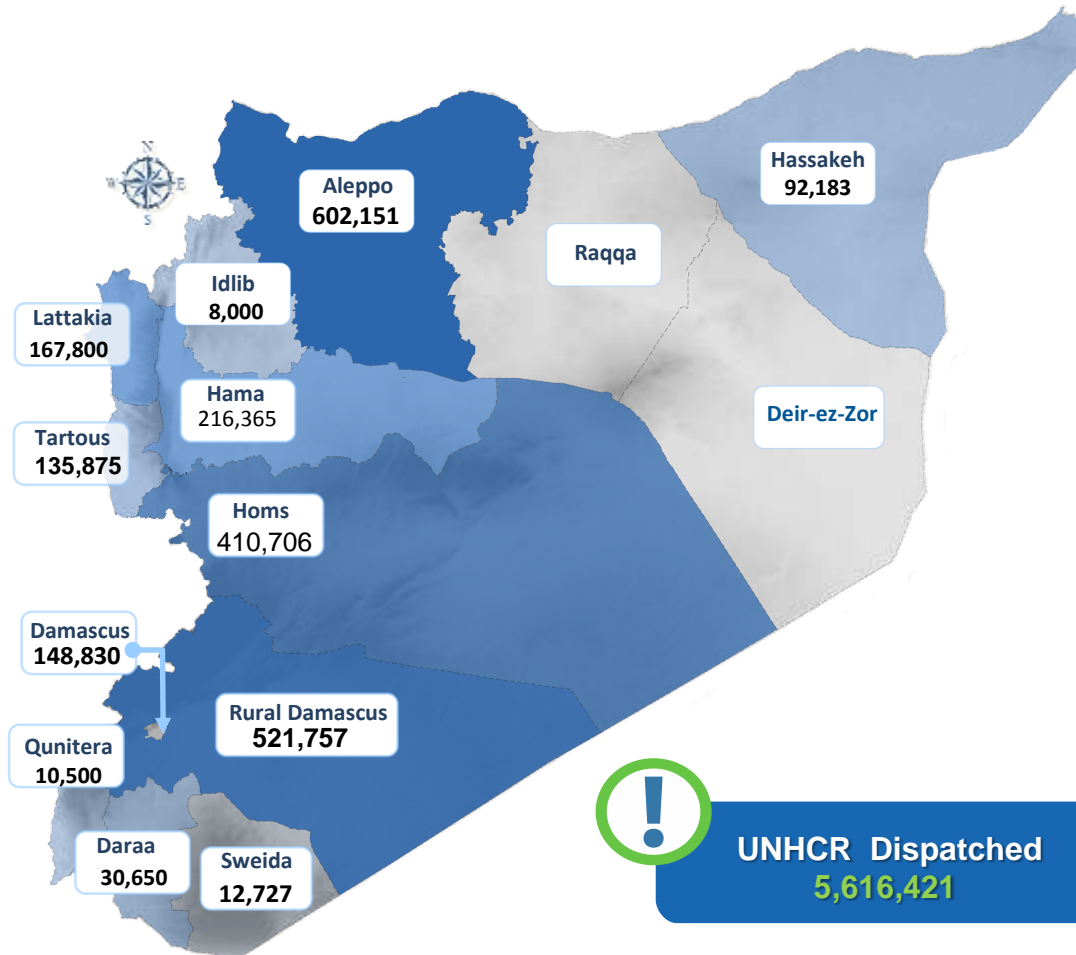 N
W E
S
Aleppo
602,151
Hassakeh
92,183
Raqqa
Idlib
8,000
Lattakia
167,800
Hama
216,365
Deir-ez-Zor
Tartous
135,875
Homs
410,706
Damascus
148,830
Rural Damascus
521,757
Qunitera
10,500
Daraa
30,650
Sweida
12,727
!
UNHCR Dispatched
5,616,421